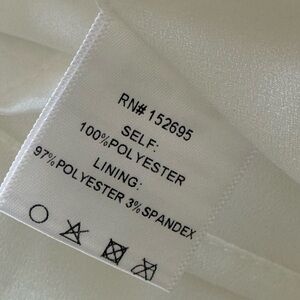 RN# 152695
SELF:
100%POLYESTER
LINING:
97%POLYESTER 3%SPANDEX